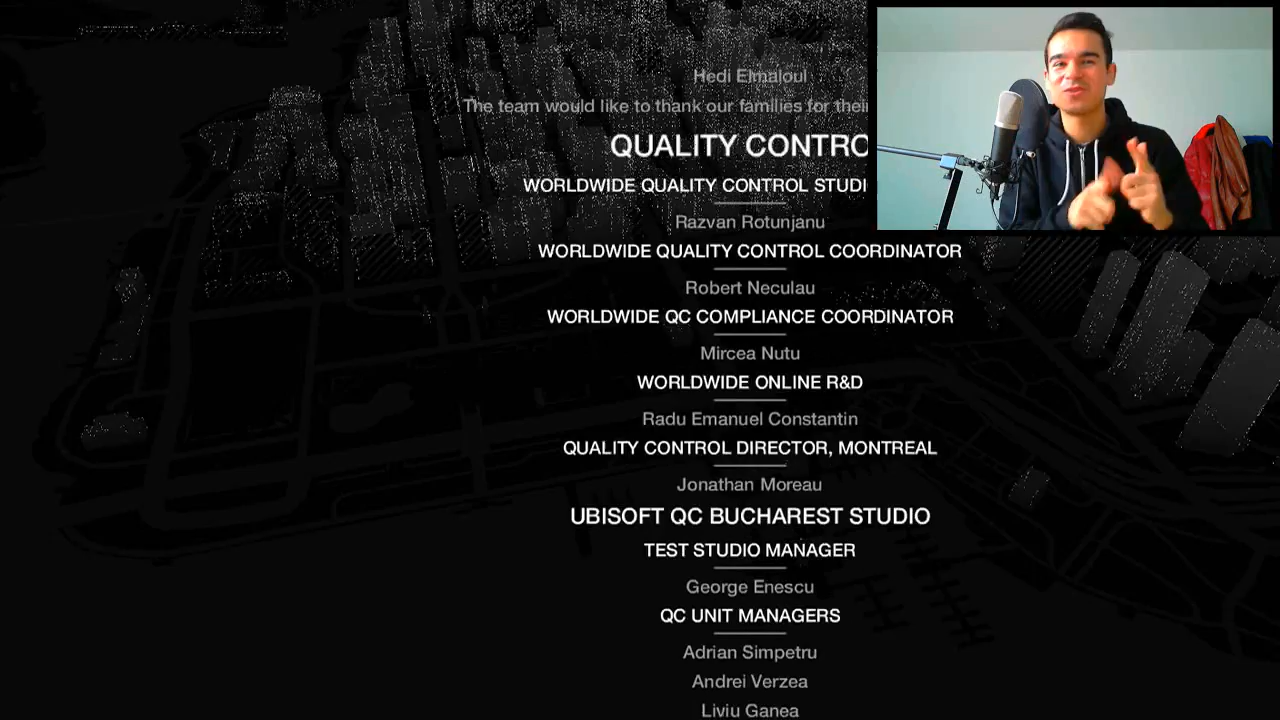 Hedi Elmaloul
The team would like to thank our families for their
QUALITY CONTRO
WORLDWIDE QUALITY CONTROL STUDI
Razvan Rotunjanu
WORLDWIDE QUALITY CONTROL COORDINATOR
Robert Neculau
WORLDWIDE QC COMPLIANCE COORDINATOR
Mircea Nutu
WORLDWIDE ONLINE R&D
Radu Emanuel Constantin
QUALITY CONTROL DIRECTOR, MONTREAL
Jonathan Moreau
UBISOFT QC BUCHAREST STUDIO
TEST STUDIO MANAGER
George Enescu
QC UNIT MANAGERS
Adrian Simpetru
Andrei Verzea
Liviu Ganea